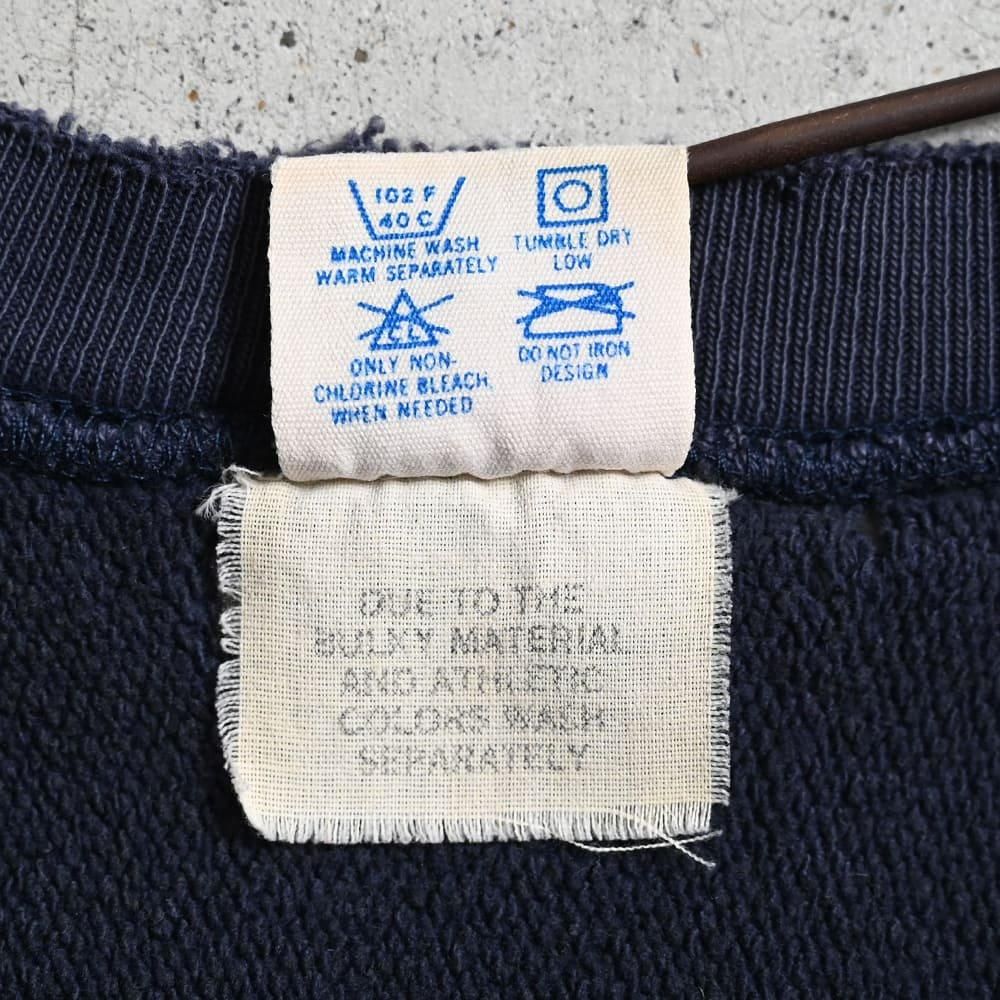 102 F
40 C
MACHINE WASH
WARM SEPARATELY
TUMBLE DRY
LOW
CL
ONLY NON-
CHLORINE BLEACH
WHEN NEEDED
DO NOT IRON
DESIGN
DUE TO THE
BULKY MATERIAL
AND ATHLETIC
COLORS WASH
SEPARATELY